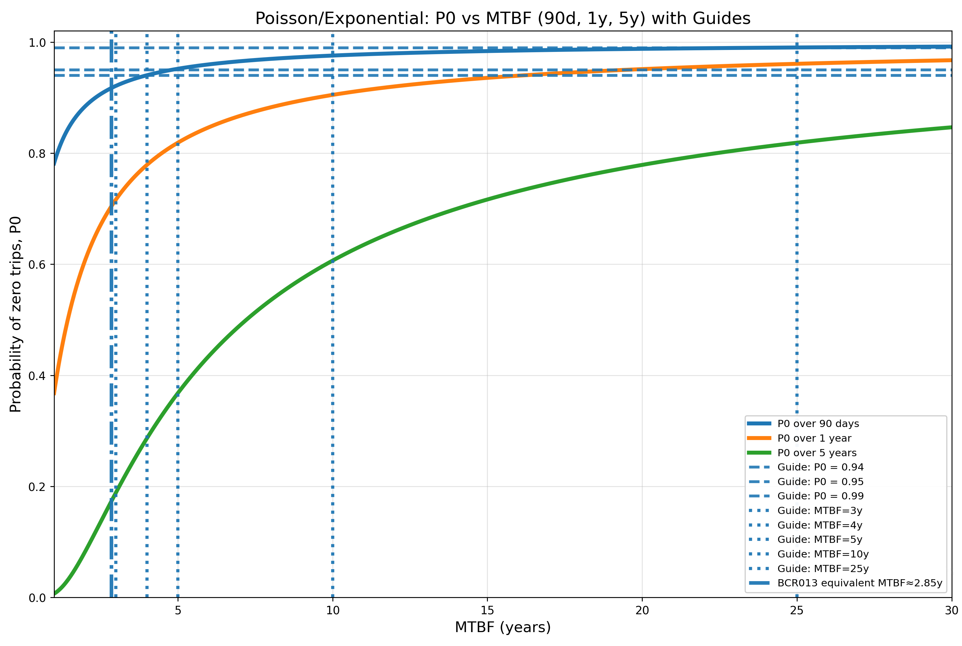 Poisson/Exponential: P0 vs MTBF (90d, 1y, 5y) with Guides
Probability of zero trips, P0
1.0
0.8
0.6
0.4
0.2
0.0
5
10
15
20
25
30
MTBF (years)
P0 over 90 days
P0 over 1 year
P0 over 5 years
Guide: P0 = 0.94
Guide: P0 = 0.95
Guide: P0 = 0.99
Guide: MTBF=3y
Guide: MTBF=4y
Guide: MTBF=5y
Guide: MTBF=10y
Guide: MTBF=25y
BCR013 equivalent MTBF≈2.85y